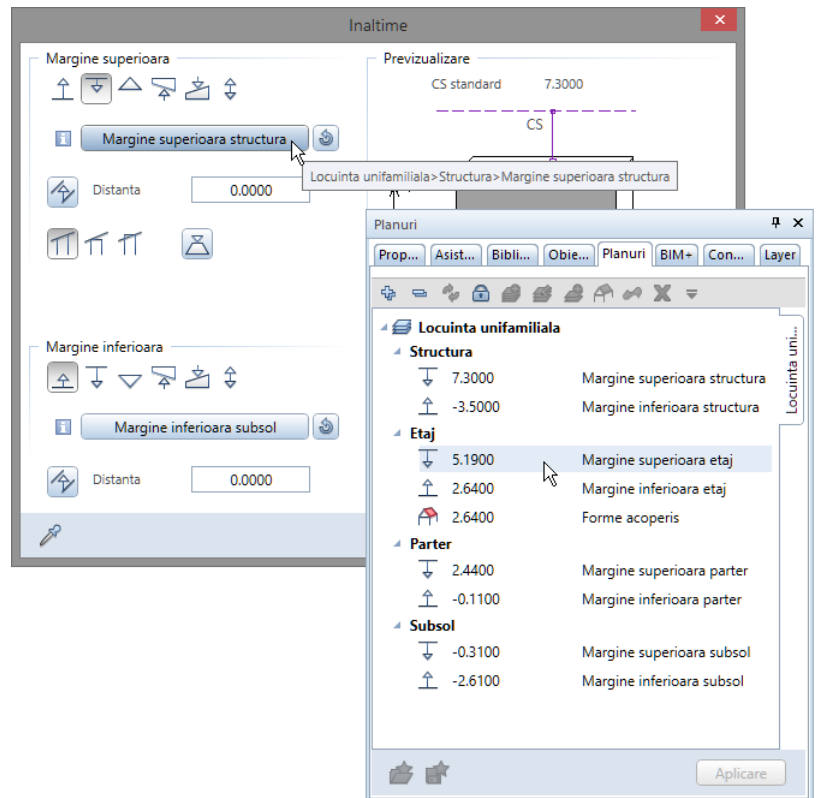 Inaltime
Margine superioara
Previzualizare
CS standard 7.3000
CS
Margine superioara structura
Locuinta unifamiliala>Structura>Margine superioara structura
Distanta 0.0000
Margine inferioara
Margine inferioara subsol
Distanta 0.0000
Planuri
Prop... Asist... Bibli... Obie... Planuri BIM+ Con... Layer
Locuinta uni...
Locuinta unifamiliala
Structura
7.3000 Margine superioara structura
-3.5000 Margine inferioara structura
Etaj
5.1900 Margine superioara etaj
2.6400 Margine inferioara etaj
2.6400 Forme acoperis
Parter
2.4400 Margine superioara parter
-0.1100 Margine inferioara parter
Subsol
-0.3100 Margine superioara subsol
-2.6100 Margine inferioara subsol
Aplicare